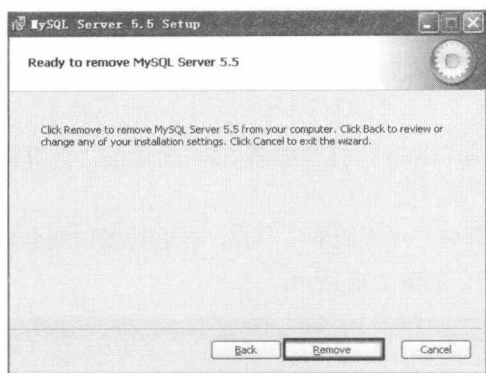 MySQL Server 5.5 Setup
Ready to remove MySQL Server 5.5
Click Remove to remove MySQL Server 5.5 from your computer. Click Back to review or
change any of your installation settings. Click Cancel to exit the wizard.
Back Remove Cancel